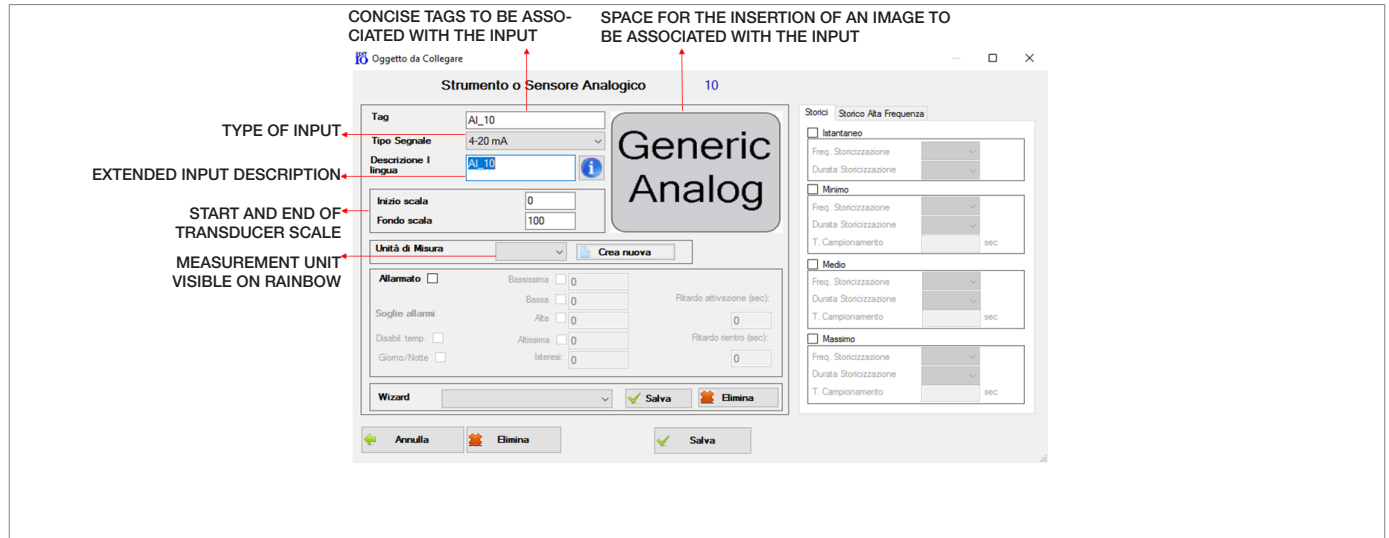 CONCISE TAGS TO BE ASSO-
CIATED WITH THE INPUT
SPACE FOR THE INSERTION OF AN IMAGE TO
BE ASSOCIATED WITH THE INPUT
Oggetto da Collegare
Strumento o Sensore Analogico 10
TYPE OF INPUT
EXTENDED INPUT DESCRIPTION
START AND END OF
TRANSDUCER SCALE
MEASUREMENT UNIT
VISIBLE ON RAINBOW
Tag AI_10
Tipo Segnale 4-20 mA
Descrizione I
lingua
AI_10
Generic
Analog
Inizio scala 0
Fondo scala 100
Unità di Misura Crea nuova
Allarmato Bassissima 0
Bassa 0 Ritardo attivazione (sec):
Soglie allarmi Alta 0 0
Disabil. temp. Altissima 0 Ritardo rientro (sec):
Giorno/Notte Isteresi: 0 0
Wizard Salva Elimina
Annulla Elimina Salva
Storici Storico Alta Frequenza
Istantaneo
Freq. Storicizzazione
Durata Storicizzazione
Minimo
Freq. Storicizzazione
Durata Storicizzazione
T. Campionamento sec
Medio
Freq. Storicizzazione
Durata Storicizzazione
T. Campionamento sec
Massimo
Freq. Storicizzazione
Durata Storicizzazione
T. Campionamento sec